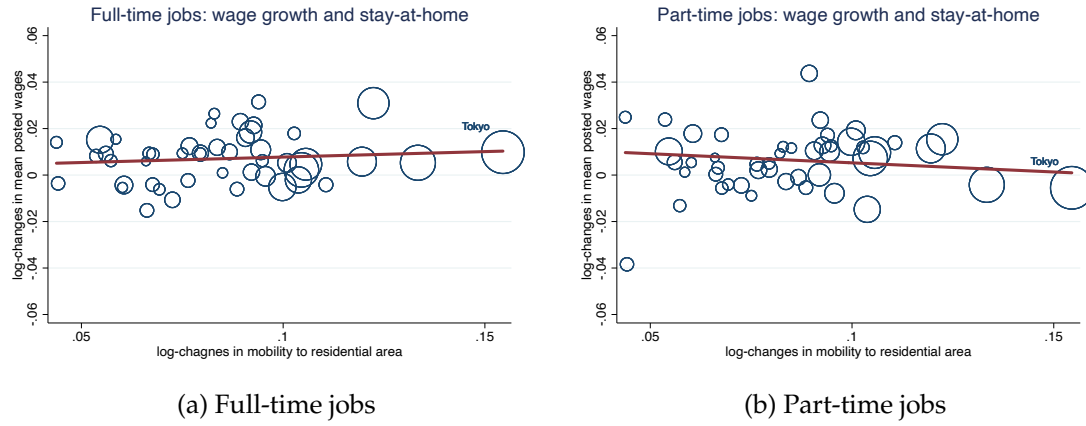 Full-time jobs: wage growth and stay-at-home
log-changes in mean posted wages
.06
.04
.02
0
-.02
-.04
-.06
Tokyo
.05
.1
.15
log-chagnes in mobility to residential area
(a) Full-time jobs
Part-time jobs: wage growth and stay-at-home
log-changes in mean posted wages
.06
.04
.02
0
-.02
-.04
-.06
Tokyo
.05
.1
.15
log-changes in mobility to residential area
(b) Part-time jobs